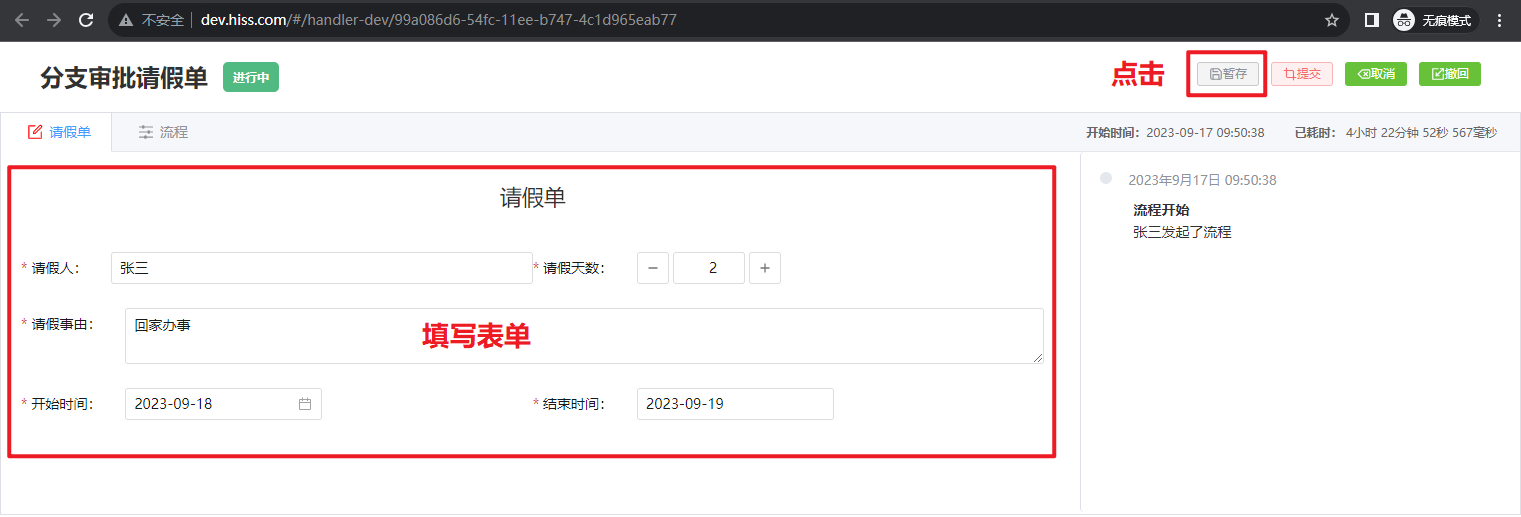 不安全 dev.hiss.com/#/handler-dev/99a086d6-54fc-11ee-b747-4c1d965eab77 无痕模式
分支审批请假单 进行中 点击 暂存 提交 取消 撤回
请假单 流程 开始时间：2023-09-17 09:50:38 已耗时： 4小时 22分钟 52秒 567毫秒
请假单
* 请假人： 张三 * 请假天数： 2
* 请假事由： 回家办事
填写表单
* 开始时间： 2023-09-18 * 结束时间： 2023-09-19
2023年9月17日 09:50:38
流程开始
张三发起了流程